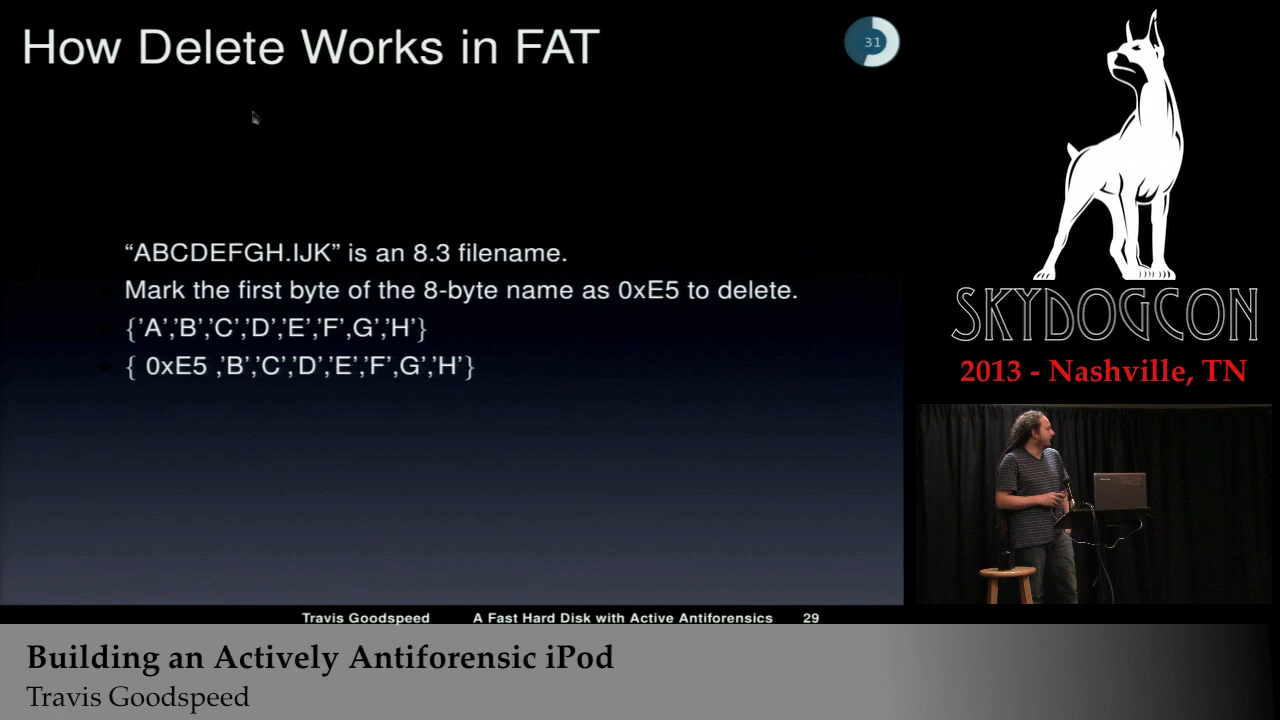 How Delete Works in FAT
31
“ABCDEFGH.IJK” is an 8.3 filename.
Mark the first byte of the 8-byte name as 0xE5 to delete.
{’A’,’B’,’C’,’D’,’E’,’F’,G’,’H’}
{ 0xE5 ,’B’,’C’,’D’,’E’,’F’,G’,’H’}
Travis Goodspeed A Fast Hard Disk with Active Antiforensics 29
SKYDOGCON
2013 - Nashville, TN
Building an Actively Antiforensic iPod
Travis Goodspeed